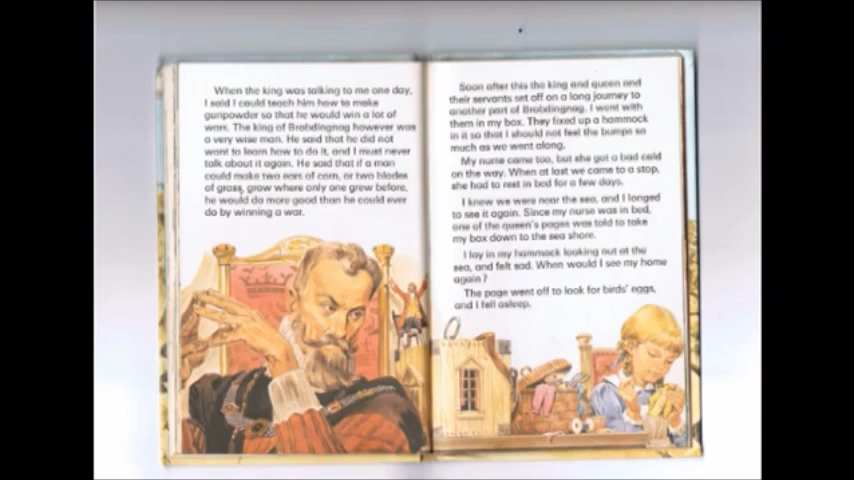 When the king was talking to me one day,
I said I could teach him how to make
gunpowder so that he would win a lot of
wars. The king of Brobdingnag however was
a very wise man. He said that he did not
want to learn how to do it, and I must never
talk about it again. He said that if a man
could make two ears of corn, or two blades
of grass, grow where only one grew before,
he would do more good than he could ever
do by winning a war.
Soon after this the king and queen and
their servants set off on a long journey to
another part of Brobdingnag. I went with
them in my box. They fixed up a hammock
in it so that I should not feel the bumps so
much as we went along.
My nurse came too, but she got a bad cold
on the way. When at last we came to a stop,
she had to rest in bed for a few days.
I knew we were near the sea, and I longed
to see it again. Since my nurse was in bed,
one of the queen's pages was told to take
my box down to the sea shore.
I lay in my hammock looking out at the
sea, and felt sad. When would I see my home
again?
The page went off to look for birds' eggs,
and I fell asleep.